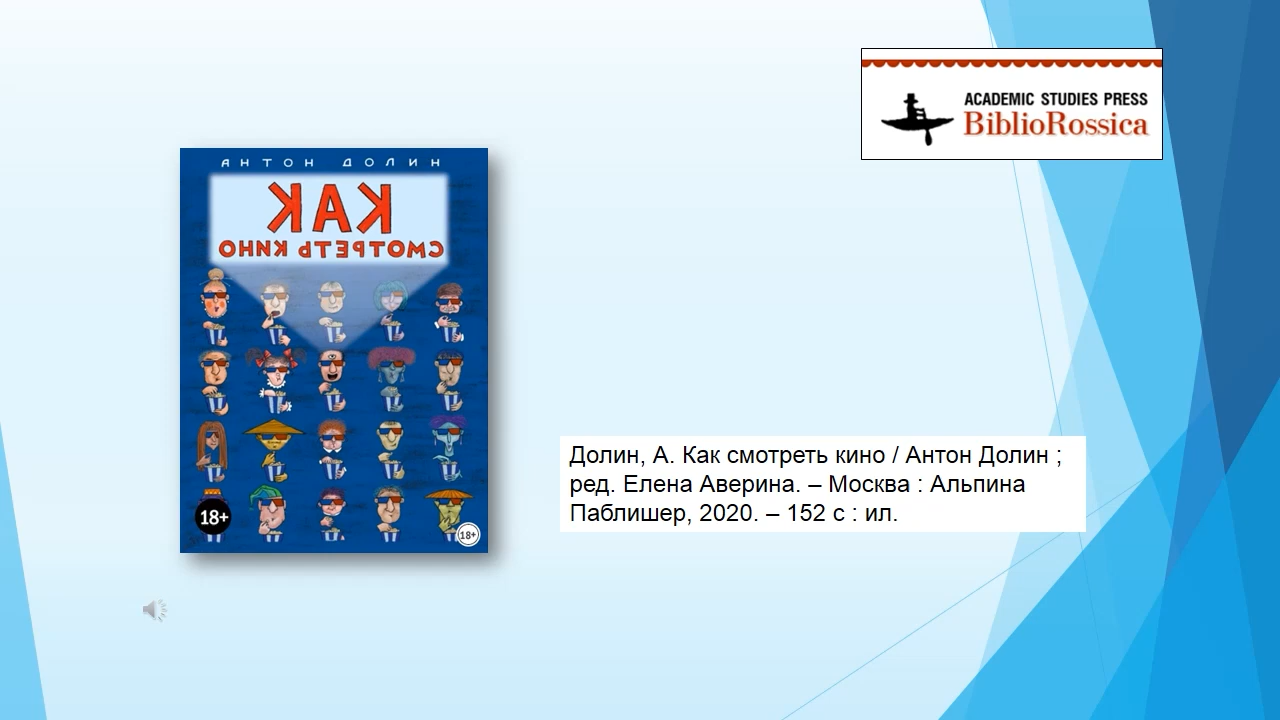 ACADEMIC STUDIES PRESS
BiblioRossica
АНТОН ДОЛИН
КАК
СМОТРЕТЬ КИНО
18+
18+
Долин, А. Как смотреть кино / Антон Долин ;
ред. Елена Аверина. – Москва : Альпина
Паблишер, 2020. – 152 с : ил.